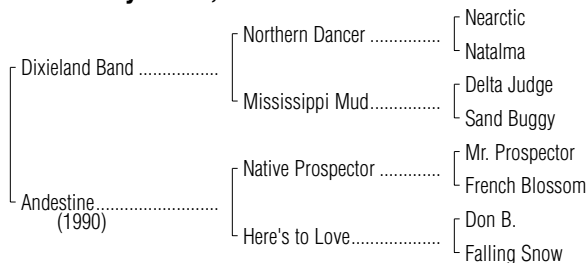 Nearctic
Northern Dancer ...............
Natalma
Dixieland Band .................
Delta Judge
Mississippi Mud...............
Sand Buggy
Mr. Prospector
Native Prospector .............
French Blossom
Andestine..........................
(1990)
Don B.
Here's to Love...................
Falling Snow